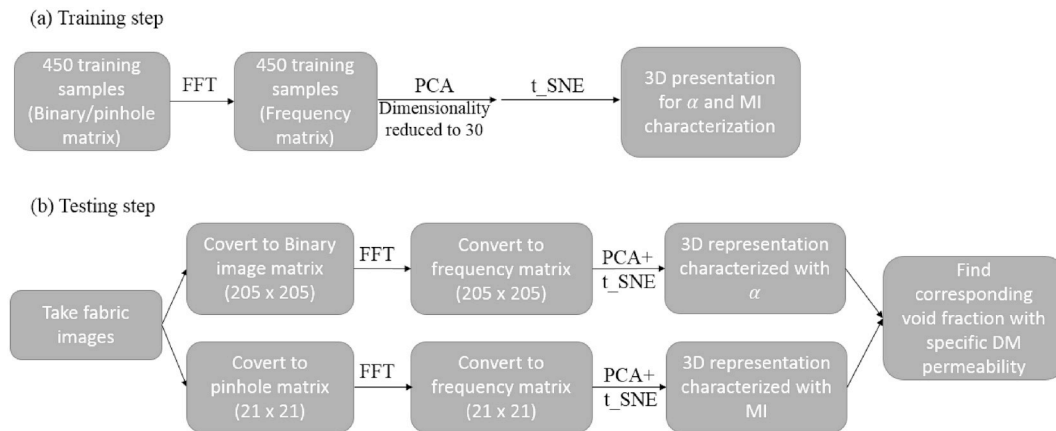 (a) Training step
450 training
samples
(Binary/pinhole
matrix)
FFT
450 training
samples
(Frequency
matrix)
PCA
Dimensionality
reduced to 30
t_SNE
3D presentation
for α and MI
characterization
(b) Testing step
Take fabric
images
Covert to Binary
image matrix
(205 x 205)
FFT
Convert to
frequency matrix
(205 x 205)
PCA+
t_SNE
3D representation
characterized with
α
Covert to
pinhole matrix
(21 x 21)
FFT
Convert to
frequency matrix
(21 x 21)
PCA+
t_SNE
3D representation
characterized with
MI
Find
corresponding
void fraction with
specific DM
permeability